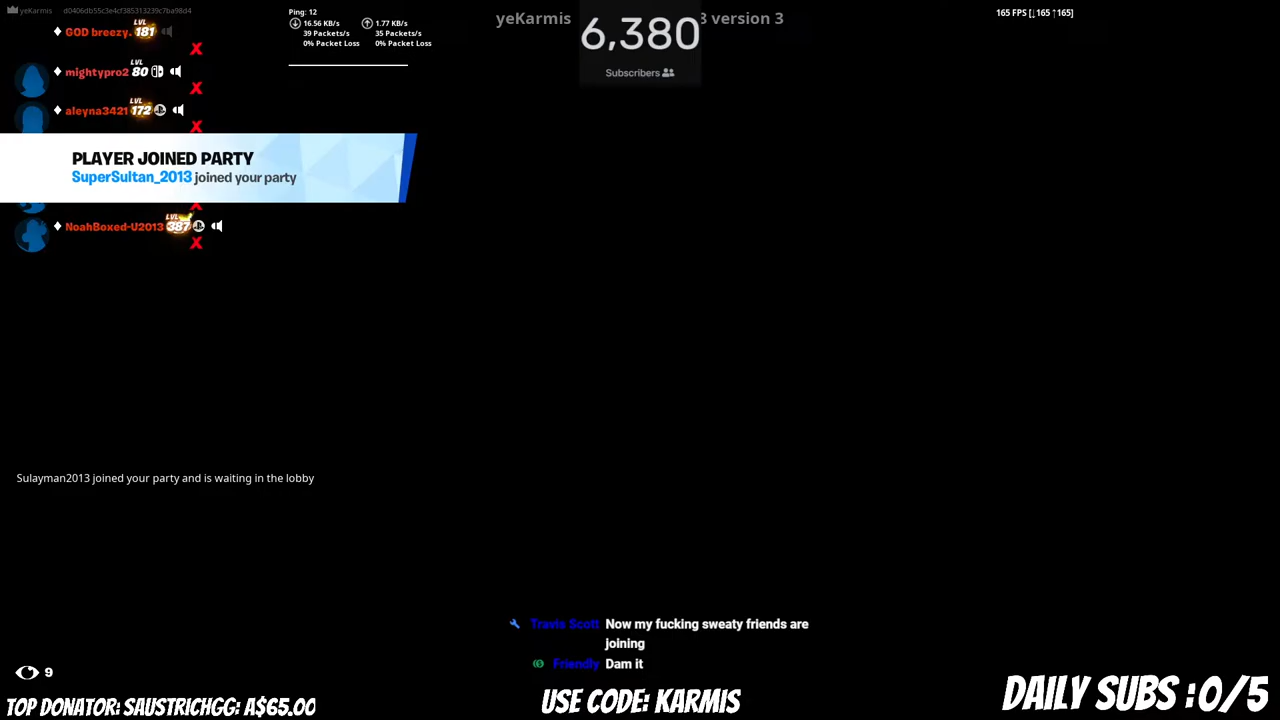 yeKarmis d0406db55c3e4cf385313239c7ba98d4
GOD breezy. LVL 181
X
mightypro2 LVL 80
X
aleyna3421 LVL 172
X
PLAYER JOINED PARTY
SuperSultan_2013 joined your party
X
NoahBoxed-U2013 LVL 387
X
Ping: 12
16.56 KB/s 1.77 KB/s
39 Packets/s 35 Packets/s
0% Packet Loss 0% Packet Loss
yeKarmis version 3
6,380
Subscribers
165 FPS [↓165 ↑165]
Sulayman2013 joined your party and is waiting in the lobby
Travis Scott Now my fucking sweaty friends are
joining
Friendly Dam it
9
TOP DONATOR: SAUSTRICHGG: A$65.00
USE CODE: KARMIS
DAILY SUBS :0/5